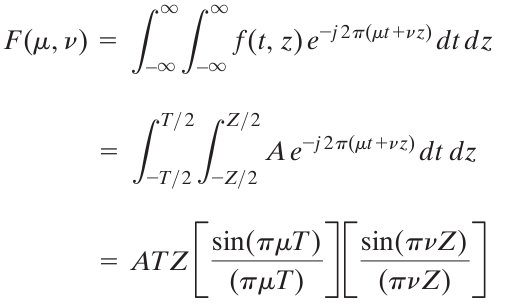 F(μ, ν) = ∫_{-∞}^{∞} ∫_{-∞}^{∞} f(t, z) e^{-j2π(μt+νz)} dt dz
= ∫_{-T/2}^{T/2} ∫_{-Z/2}^{Z/2} A e^{-j2π(μt+νz)} dt dz
= ATZ [sin(πμT) / (πμT)] [sin(πνZ) / (πνZ)]